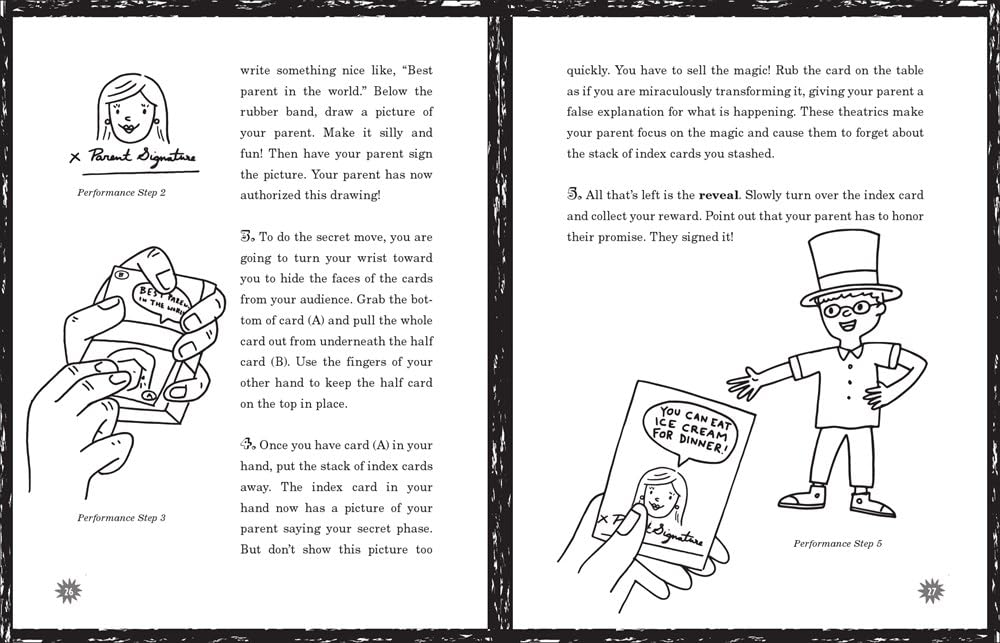 x Parent Signature
Performance Step 2
write something nice like, “Best
parent in the world.” Below the
rubber band, draw a picture of
your parent. Make it silly and
fun! Then have your parent sign
the picture. Your parent has now
authorized this drawing!
B
BEST PAREN
IN THE WORL
A
Performance Step 3
3. To do the secret move, you are
going to turn your wrist toward
you to hide the faces of the cards
from your audience. Grab the bot-
tom of card (A) and pull the whole
card out from underneath the half
card (B). Use the fingers of your
other hand to keep the half card
on the top in place.
4. Once you have card (A) in your
hand, put the stack of index cards
away. The index card in your
hand now has a picture of your
parent saying your secret phase.
But don’t show this picture too
26
quickly. You have to sell the magic! Rub the card on the table
as if you are miraculously transforming it, giving your parent a
false explanation for what is happening. These theatrics make
your parent focus on the magic and cause them to forget about
the stack of index cards you stashed.
5. All that’s left is the reveal. Slowly turn over the index card
and collect your reward. Point out that your parent has to honor
their promise. They signed it!
YOU CAN EAT
ICE CREAM
FOR DINNER!
x P t Signature
Performance Step 5
27